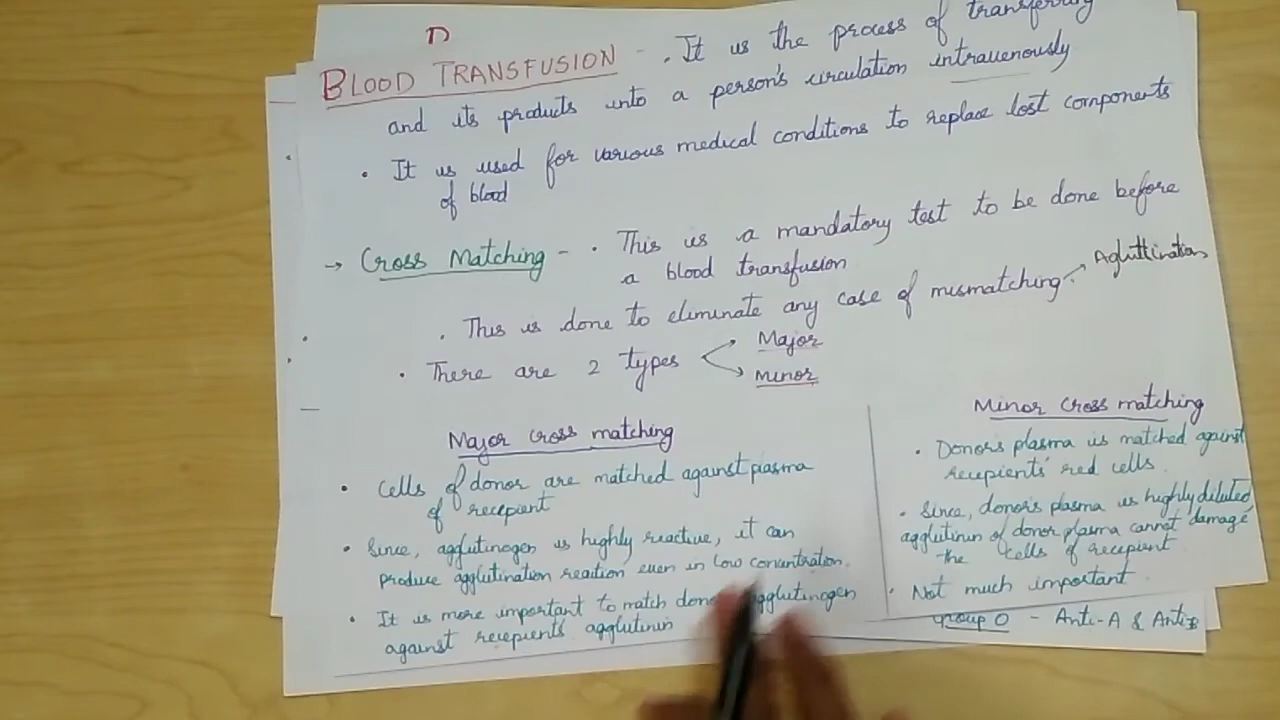 BLOOD TRANSFUSION - . It is the process of transferring
and its products into a person's circulation intravenously
. It is used for various medical conditions to replace lost components
of blood
→ Cross Matching - . This is a mandatory test to be done before
a blood transfusion
. This is done to eliminate any case of mismatching → Agluttination
. There are 2 types
Major
Minor
Major cross matching
. Cells of donor are matched against plasma
of recepient
. Since, agglutinogen is highly reactive, it can
produce agglutination reaction even in low concentration.
. It is more important to match donor agglutinogen
against recepients' agglutinin
Minor Cross matching
. Donor's plasma is matched against
recepients' red cells.
. Since, donor's plasma is highly diluted,
agglutinin of donor plasma cannot damage
the cells of recepient
. Not much important.
group O - Anti-A & Anti-B